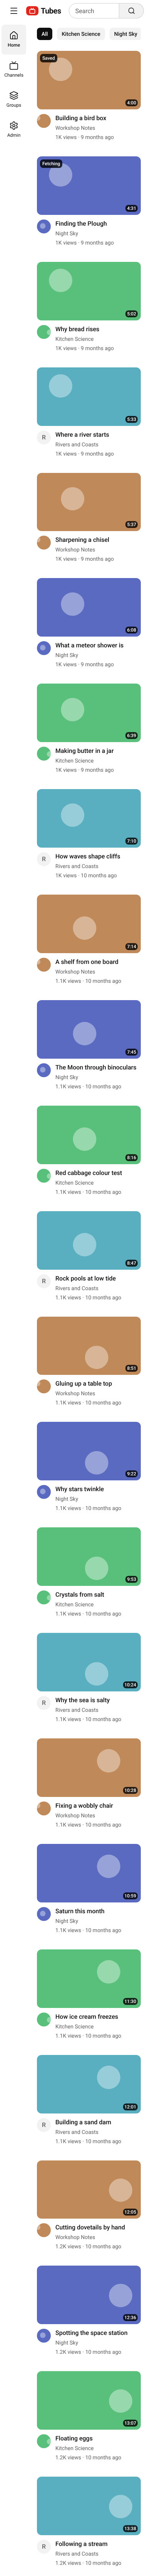 Tubes
Search
Home
Channels
Groups
Admin
All
Kitchen Science
Night Sky
Saved
4:00
Building a bird box
Workshop Notes
1K views · 9 months ago
Fetching
4:31
Finding the Plough
Night Sky
1K views · 9 months ago
5:02
Why bread rises
Kitchen Science
1K views · 9 months ago
5:33
R
Where a river starts
Rivers and Coasts
1K views · 9 months ago
5:37
Sharpening a chisel
Workshop Notes
1K views · 9 months ago
6:08
What a meteor shower is
Night Sky
1K views · 9 months ago
6:39
Making butter in a jar
Kitchen Science
1K views · 9 months ago
7:10
R
How waves shape cliffs
Rivers and Coasts
1K views · 10 months ago
7:14
A shelf from one board
Workshop Notes
1.1K views · 10 months ago
7:45
The Moon through binoculars
Night Sky
1.1K views · 10 months ago
8:16
Red cabbage colour test
Kitchen Science
1.1K views · 10 months ago
8:47
R
Rock pools at low tide
Rivers and Coasts
1.1K views · 10 months ago
8:51
Gluing up a table top
Workshop Notes
1.1K views · 10 months ago
9:22
Why stars twinkle
Night Sky
1.1K views · 10 months ago
9:53
Crystals from salt
Kitchen Science
1.1K views · 10 months ago
10:24
R
Why the sea is salty
Rivers and Coasts
1.1K views · 10 months ago
10:28
Fixing a wobbly chair
Workshop Notes
1.1K views · 10 months ago
10:59
Saturn this month
Night Sky
1.1K views · 10 months ago
11:30
How ice cream freezes
Kitchen Science
1.1K views · 10 months ago
12:01
R
Building a sand dam
Rivers and Coasts
1.1K views · 10 months ago
12:05
Cutting dovetails by hand
Workshop Notes
1.2K views · 10 months ago
12:36
Spotting the space station
Night Sky
1.2K views · 10 months ago
13:07
Floating eggs
Kitchen Science
1.2K views · 10 months ago
13:38
R
Following a stream
Rivers and Coasts
1.2K views · 10 months ago